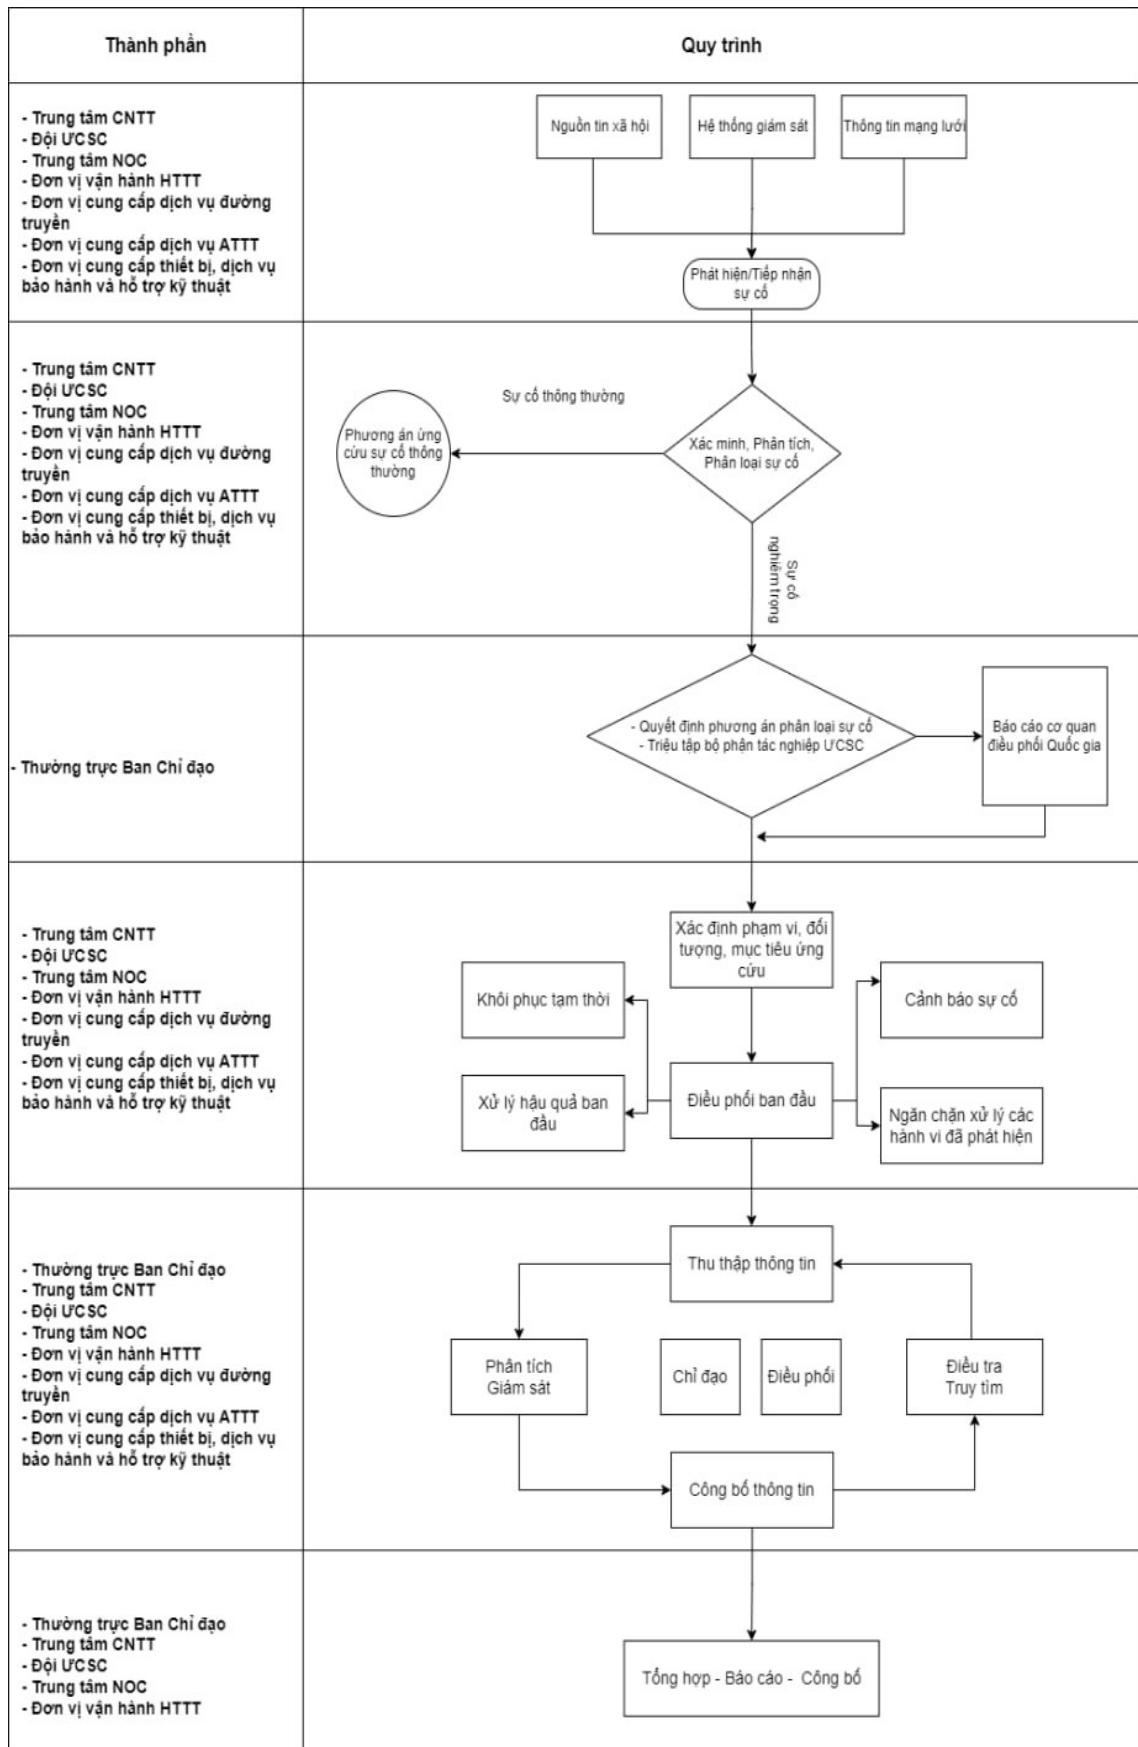 Thành phần
Quy trình
- Trung tâm CNTT
- Đội ƯCSC
- Trung tâm NOC
- Đơn vị vận hành HTTT
- Đơn vị cung cấp dịch vụ đường
truyền
- Đơn vị cung cấp dịch vụ ATTT
- Đơn vị cung cấp thiết bị, dịch vụ
bảo hành và hỗ trợ kỹ thuật
Nguồn tin xã hội
Hệ thống giám sát
Thông tin mạng lưới
Phát hiện/Tiếp nhận
sự cố
- Trung tâm CNTT
- Đội ƯCSC
- Trung tâm NOC
- Đơn vị vận hành HTTT
- Đơn vị cung cấp dịch vụ đường
truyền
- Đơn vị cung cấp dịch vụ ATTT
- Đơn vị cung cấp thiết bị, dịch vụ
bảo hành và hỗ trợ kỹ thuật
Sự cố thông thường
Phương án ứng
cứu sự cố thông
thường
Xác minh, Phân tích,
Phân loại sự cố
Sự cố
nghiêm trọng
- Thường trực Ban Chỉ đạo
- Quyết định phương án phân loại sự cố
- Triệu tập bộ phận tác nghiệp ƯCSC
Báo cáo cơ quan
điều phối Quốc gia
- Trung tâm CNTT
- Đội ƯCSC
- Trung tâm NOC
- Đơn vị vận hành HTTT
- Đơn vị cung cấp dịch vụ đường
truyền
- Đơn vị cung cấp dịch vụ ATTT
- Đơn vị cung cấp thiết bị, dịch vụ
bảo hành và hỗ trợ kỹ thuật
Xác định phạm vi, đối
tượng, mục tiêu ứng
cứu
Khôi phục tạm thời
Cảnh báo sự cố
Xử lý hậu quả ban
đầu
Điều phối ban đầu
Ngăn chặn xử lý các
hành vi đã phát hiện
- Thường trực Ban Chỉ đạo
- Trung tâm CNTT
- Đội ƯCSC
- Trung tâm NOC
- Đơn vị vận hành HTTT
- Đơn vị cung cấp dịch vụ đường
truyền
- Đơn vị cung cấp dịch vụ ATTT
- Đơn vị cung cấp thiết bị, dịch vụ
bảo hành và hỗ trợ kỹ thuật
Thu thập thông tin
Phân tích
Giám sát
Chỉ đạo
Điều phối
Điều tra
Truy tìm
Công bố thông tin
- Thường trực Ban Chỉ đạo
- Trung tâm CNTT
- Đội ƯCSC
- Trung tâm NOC
- Đơn vị vận hành HTTT
Tổng hợp - Báo cáo - Công bố